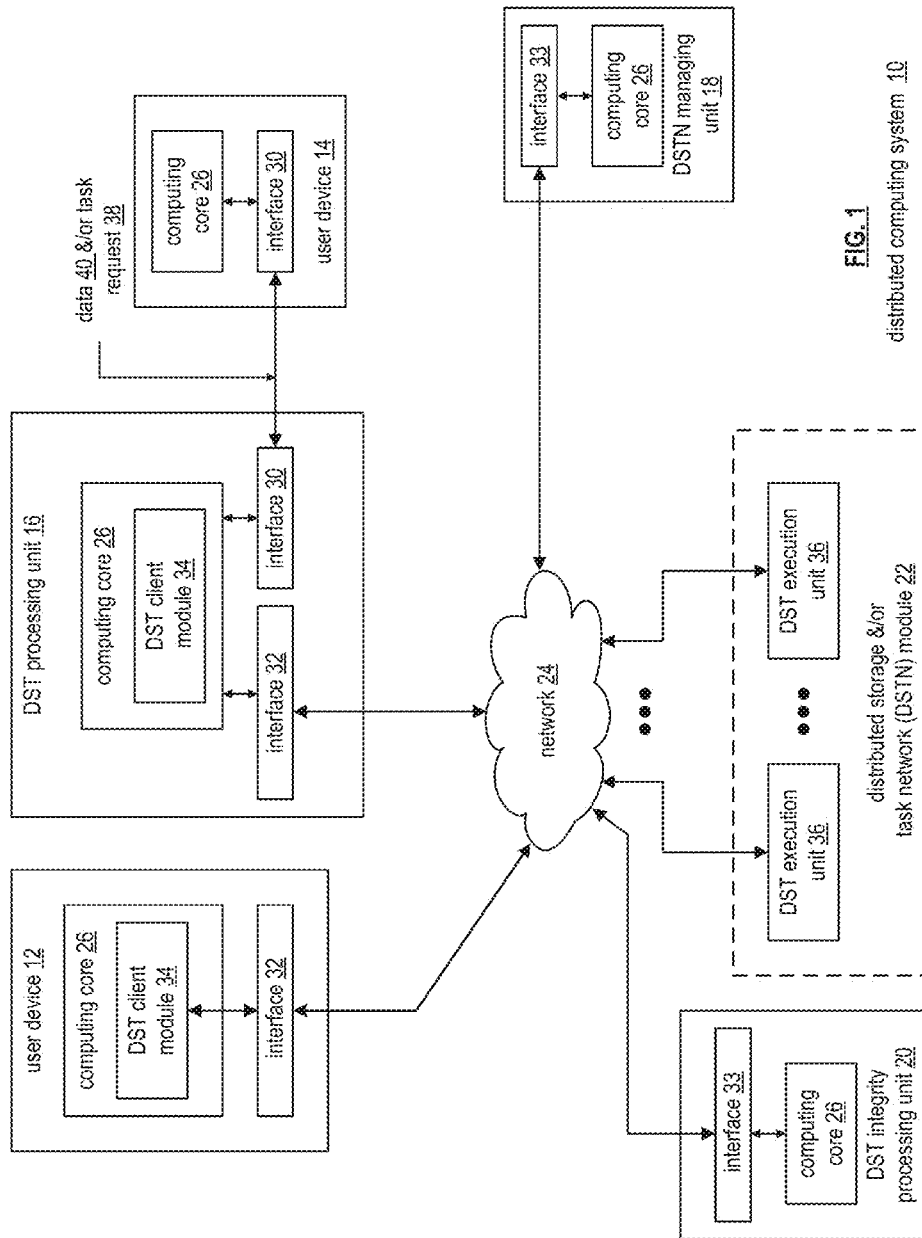 user device 12
computing core 26
DST client
module 34
interface 32
DST processing unit 16
computing core 26
DST client
module 34
interface 32
interface 30
data 40 &/or task
request 38
computing
core 26
interface 30
user device 14
network 24
interface 33
computing
core 26
DSTN managing
unit 18
interface 33
computing
core 26
DST integrity
processing unit 20
DST execution
unit 36
DST execution
unit 36
distributed storage &/or
task network (DSTN) module 22
FIG. 1
distributed computing system 10